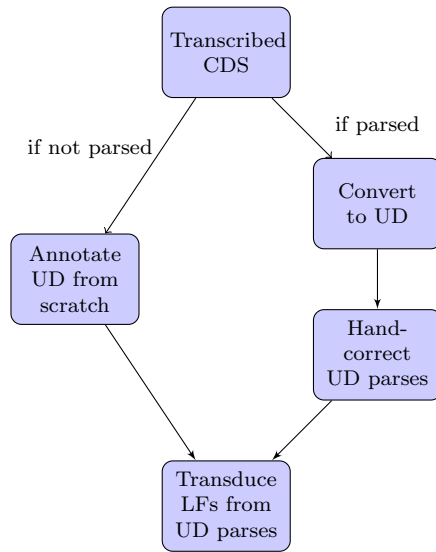 Transcribed
CDS
if not parsed
if parsed
Convert
to UD
Annotate
UD from
scratch
Hand-
correct
UD parses
Transduce
LFs from
UD parses